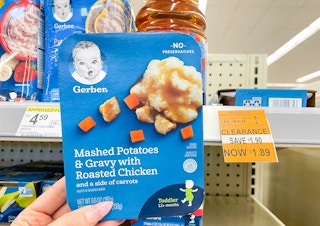 Gerber
-NO-
PRESERVATIVES
Gerber
Mashed Potatoes
& Gravy with
Roasted Chicken
and a side of carrots
Toddler
12+ months
4.59
CLEARANCE
SAVE $1.90
NOW $1.89